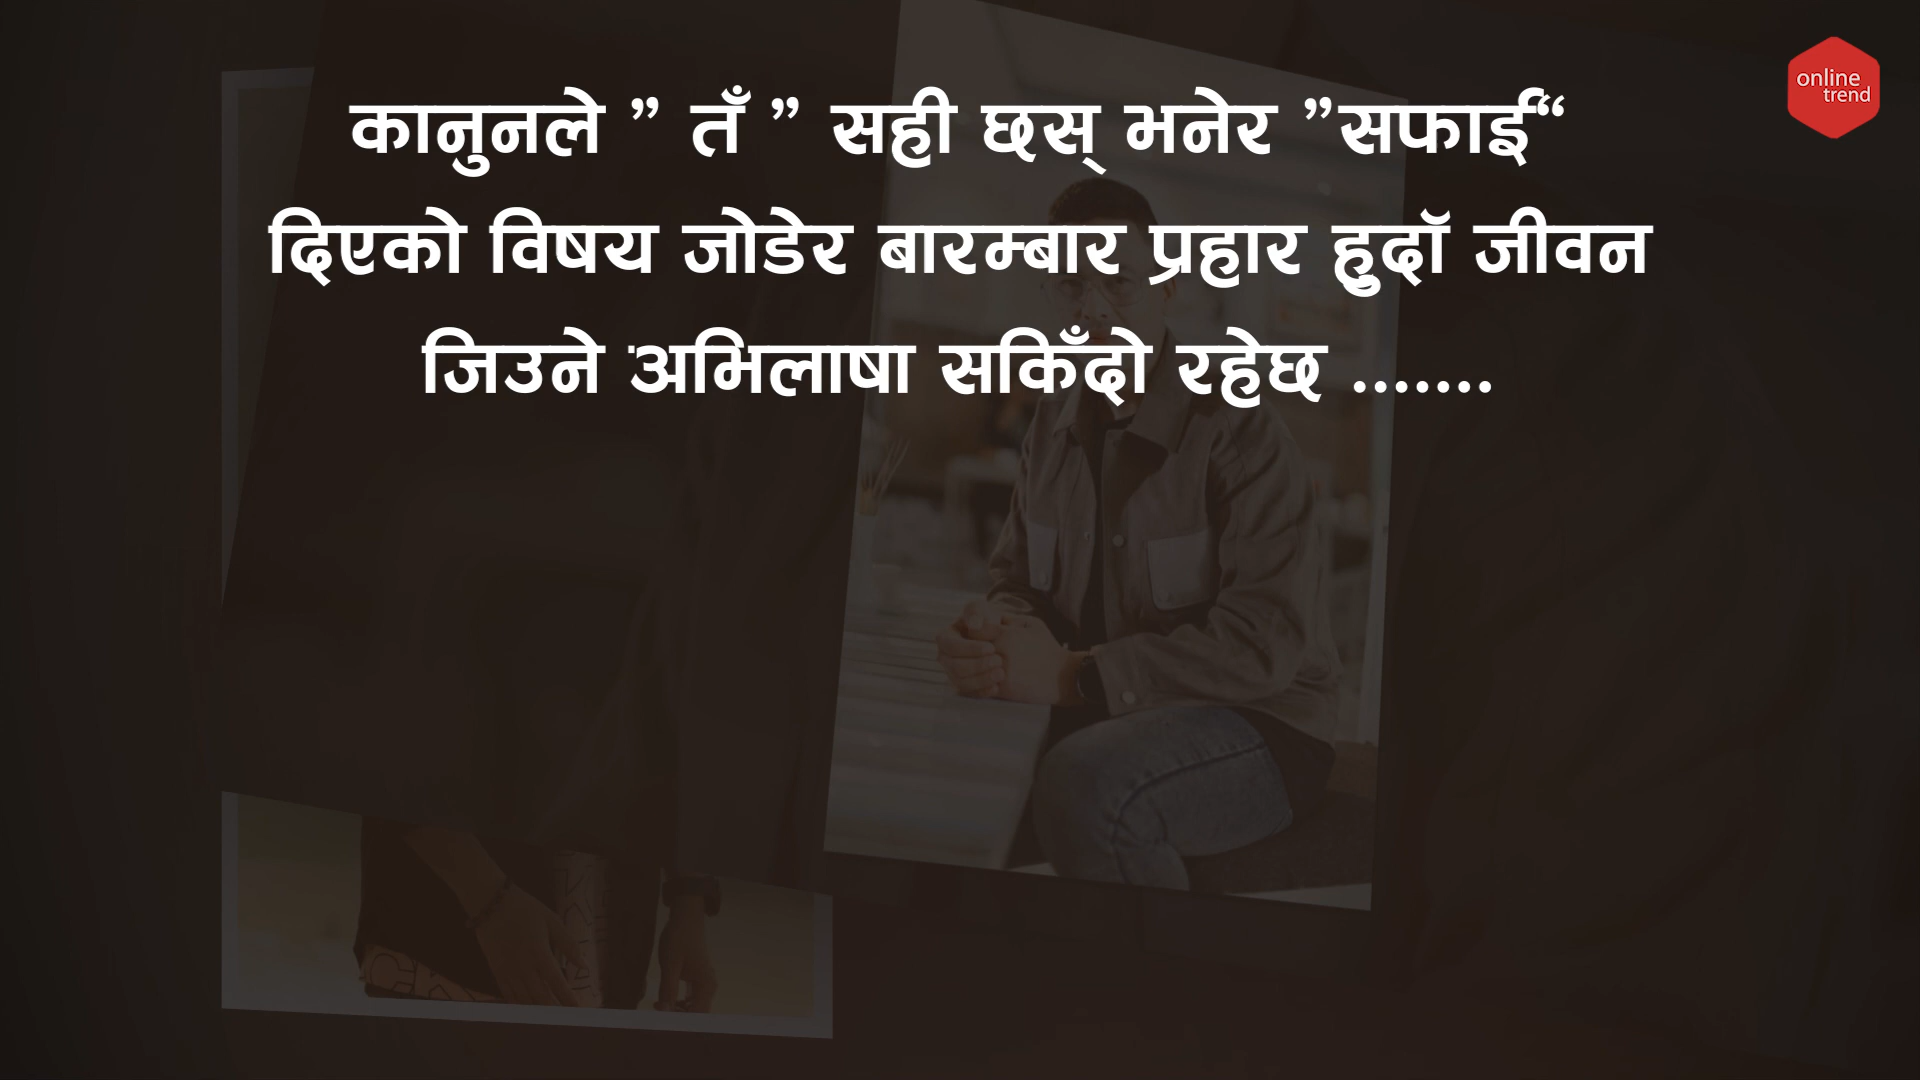 कानुनले ” तँ ” सही छस् भनेर ”सफाई“
दिएको विषय जोडेर बारम्बार प्रहार हुदाॅ जीवन
जिउने अभिलाषा सकिँदो रहेछ .......
online
trend